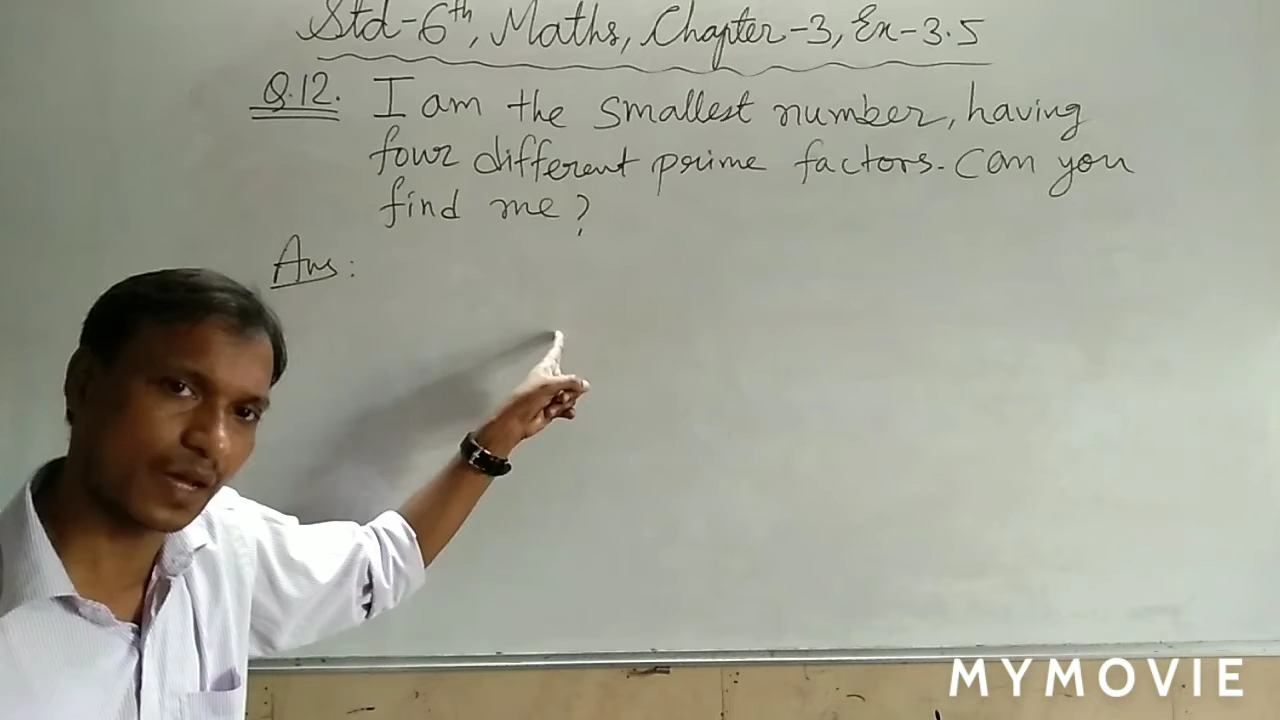 Std-6th, Maths, Chapter-3, Ex-3.5
Q.12. I am the smallest number, having
four different prime factors. Can you
find me?
Ans:
MYMOVIE